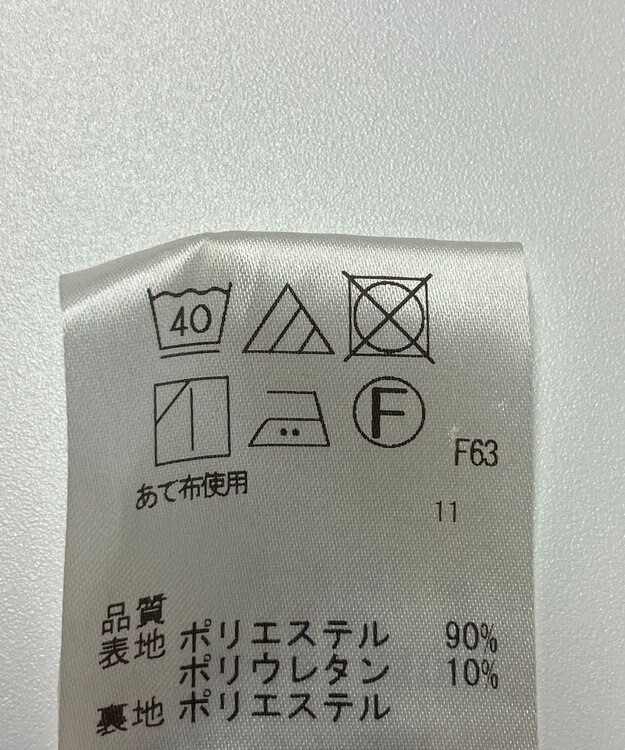 40
F
F63
あて布使用
11
品質
表地 ポリエステル 90%
ポリウレタン 10%
裏地 ポリエステル